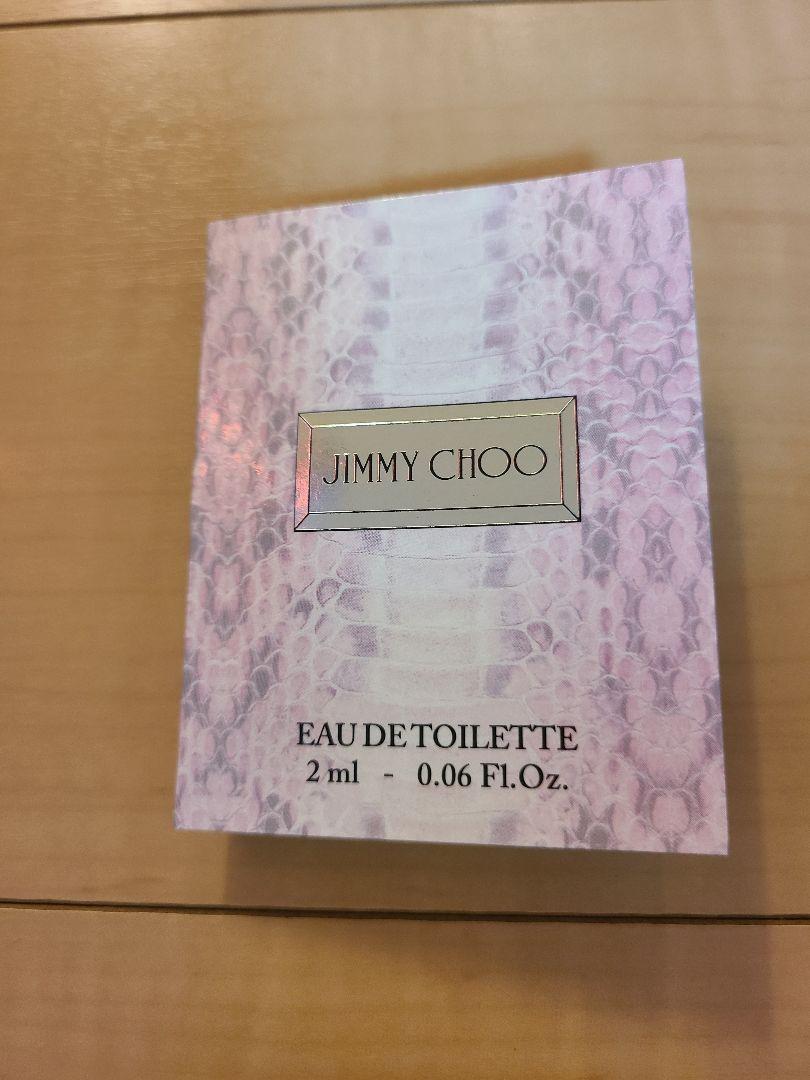 JIMMY CHOO
EAU DE TOILETTE
2 ml - 0.06 Fl.Oz.